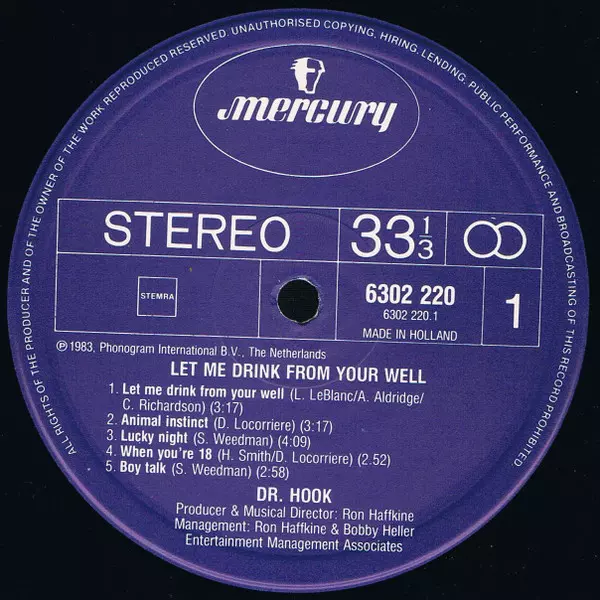 ALL RIGHTS OF THE PRODUCER AND OF THE OWNER OF THE WORK REPRODUCED RESERVED. UNAUTHORISED COPYING, HIRING, LENDING, PUBLIC PERFORMANCE AND BROADCASTING OF THIS RECORD PROHIBITED.
mercury
STEREO
33 1/3
STEMRA
6302 220
6302 220.1
MADE IN HOLLAND
1
℗ 1983, Phonogram International B.V., The Netherlands
LET ME DRINK FROM YOUR WELL
1. Let me drink from your well (L. LeBlanc/A. Aldridge/
C. Richardson) (3:17)
2. Animal instinct (D. Locorriere) (3:17)
3. Lucky night (S. Weedman) (4:09)
4. When you're 18 (H. Smith/D. Locorriere) (2.52)
5. Boy talk (S. Weedman) (2:58)
DR. HOOK
Producer & Musical Director: Ron Haffkine
Management: Ron Haffkine & Bobby Heller
Entertainment Management Associates